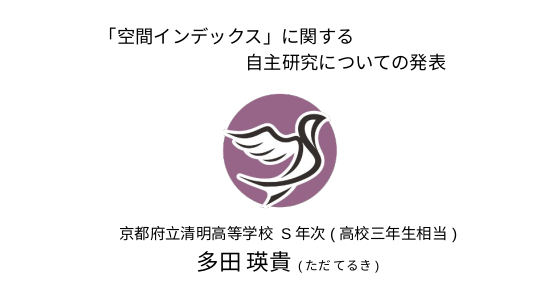 「空間インデックス」に関する
自主研究についての発表
京都府立清明高等学校 S 年次 ( 高校三年生相当 )
多田 瑛貴 ( ただ てるき )